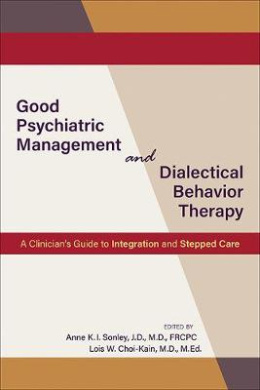 Good
Psychiatric
Management
and
Dialectical
Behavior
Therapy
A Clinician's Guide to Integration and Stepped Care
EDITED BY
Anne K.I. Sonley, J.D., M.D., FRCPC
Lois W. Choi-Kain, M.D., M.Ed.